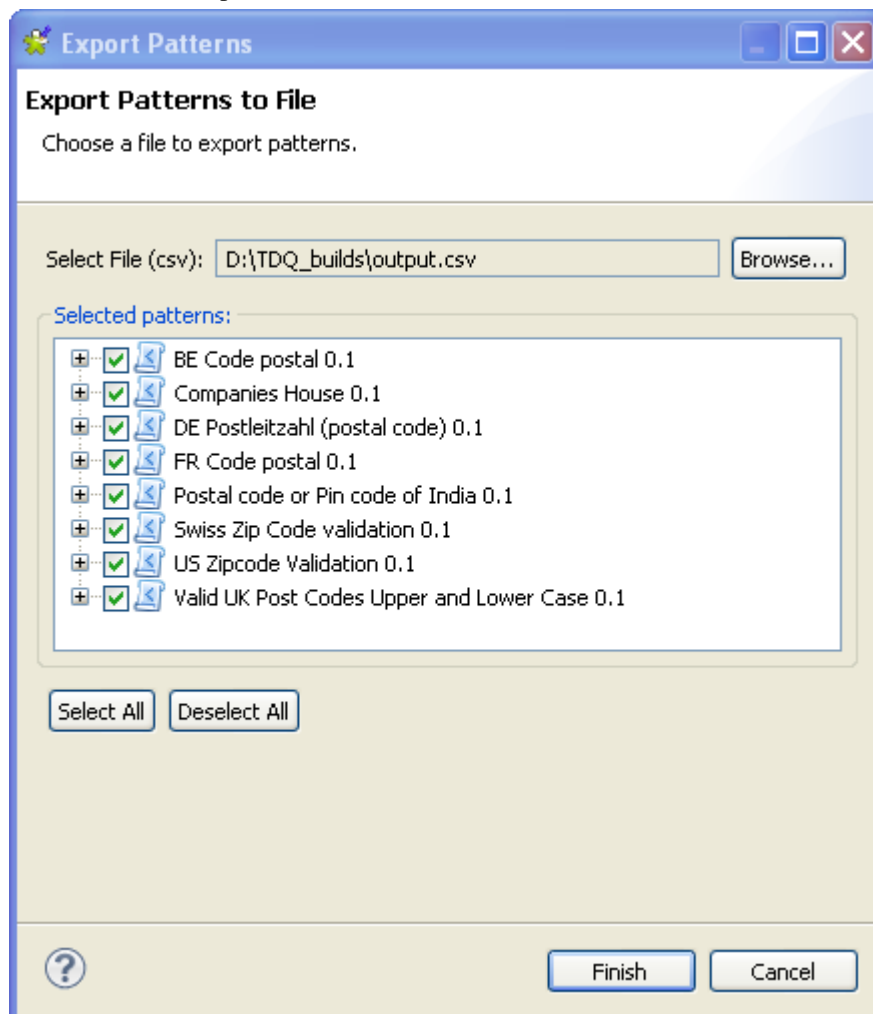 Export Patterns
Export Patterns to File
Choose a file to export patterns.
Select File (csv): D:\TDQ_builds\output.csv Browse...
Selected patterns:
BE Code postal 0.1
Companies House 0.1
DE Postleitzahl (postal code) 0.1
FR Code postal 0.1
Postal code or Pin code of India 0.1
Swiss Zip Code validation 0.1
US Zipcode Validation 0.1
Valid UK Post Codes Upper and Lower Case 0.1
Select All Deselect All
? Finish Cancel